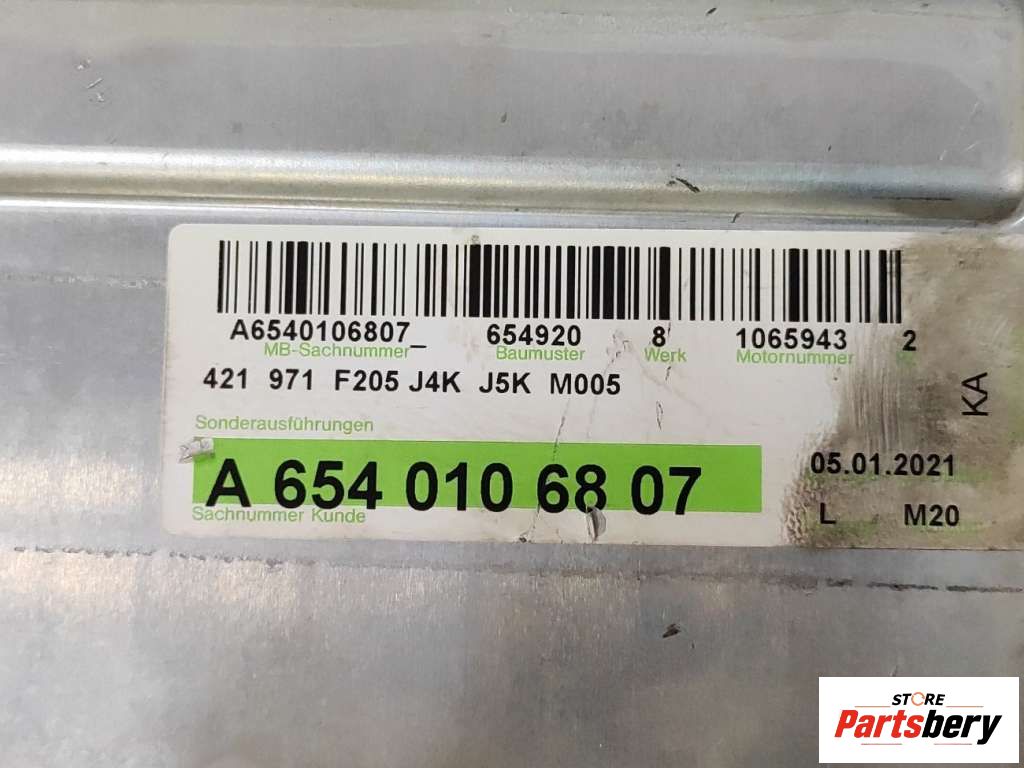 A6540106807_ 654920 8 1065943 2
MB-Sachnummer Baumuster Werk Motornummer
421 971 F205 J4K J5K M005
KA
Sonderausführungen
A 654 010 68 07
05.01.2021
Sachnummer Kunde
L M20
STORE
Partsbery